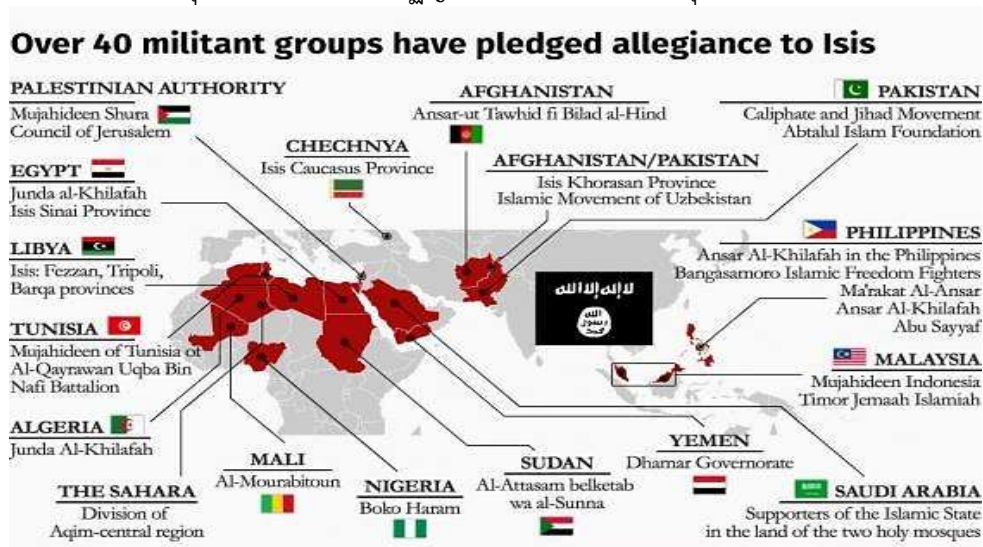 Over 40 militant groups have pledged allegiance to Isis
PALESTINIAN AUTHORITY
Mujahideen Shura
Council of Jerusalem
EGYPT
Junda al-Khilafah
Isis Sinai Province
LIBYA
Isis: Fezzan, Tripoli,
Barqa provinces
TUNISIA
Mujahideen of Tunisia of
Al-Qayrawan Uqba Bin
Nafi Battalion
ALGERIA
Junda Al-Khilafah
THE SAHARA
Division of
Aqim-central region
MALI
Al-Mourabitoun
NIGERIA
Boko Haram
SUDAN
Al-Attasam belketab
wa al-Sunna
YEMEN
Dhamar Governorate
SAUDI ARABIA
Supporters of the Islamic State
in the land of the two holy mosques
MALAYSIA
Mujahideen Indonesia
Timor Jemaah Islamiah
PHILIPPINES
Ansar Al-Khilafah in the Philippines
Bangasamoro Islamic Freedom Fighters
Ma'rakat Al-Ansar
Ansar Al-Khilafah
Abu Sayyaf
PAKISTAN
Caliphate and Jihad Movement
Abtalul Islam Foundation
AFGHANISTAN/PAKISTAN
Isis Khorasan Province
Islamic Movement of Uzbekistan
AFGHANISTAN
Ansar-ut Tawhid fi Bilad al-Hind
CHECHNYA
Isis Caucasus Province
لا إله إلا الله
الله
رسول
محمد